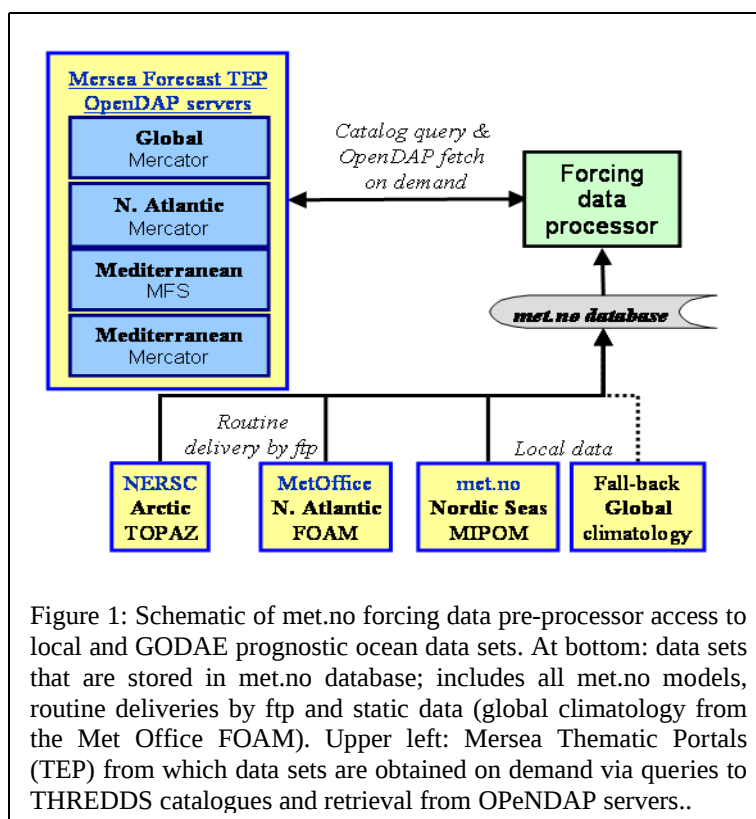 Mersea Forecast TEP
OpenDAP servers
Global
Mercator
N. Atlantic
Mercator
Mediterranean
MFS
Mediterranean
Mercator
Catalog query &
OpenDAP fetch
on demand
Forcing
data
processor
met.no database
Routine
delivery by ftp
Local data
NERSC
Arctic
TOPAZ
MetOffice
N. Atlantic
FOAM
met.no
Nordic Seas
MIPOM
Fall-back
Global
climatology
Figure 1: Schematic of met.no forcing data pre-processor access to
local and GODAE prognostic ocean data sets. At bottom: data sets
that are stored in met.no database; includes all met.no models,
routine deliveries by ftp and static data (global climatology from
the Met Office FOAM). Upper left: Mersea Thematic Portals
(TEP) from which data sets are obtained on demand via queries to
THREDDS catalogues and retrieval from OPeNDAP servers..